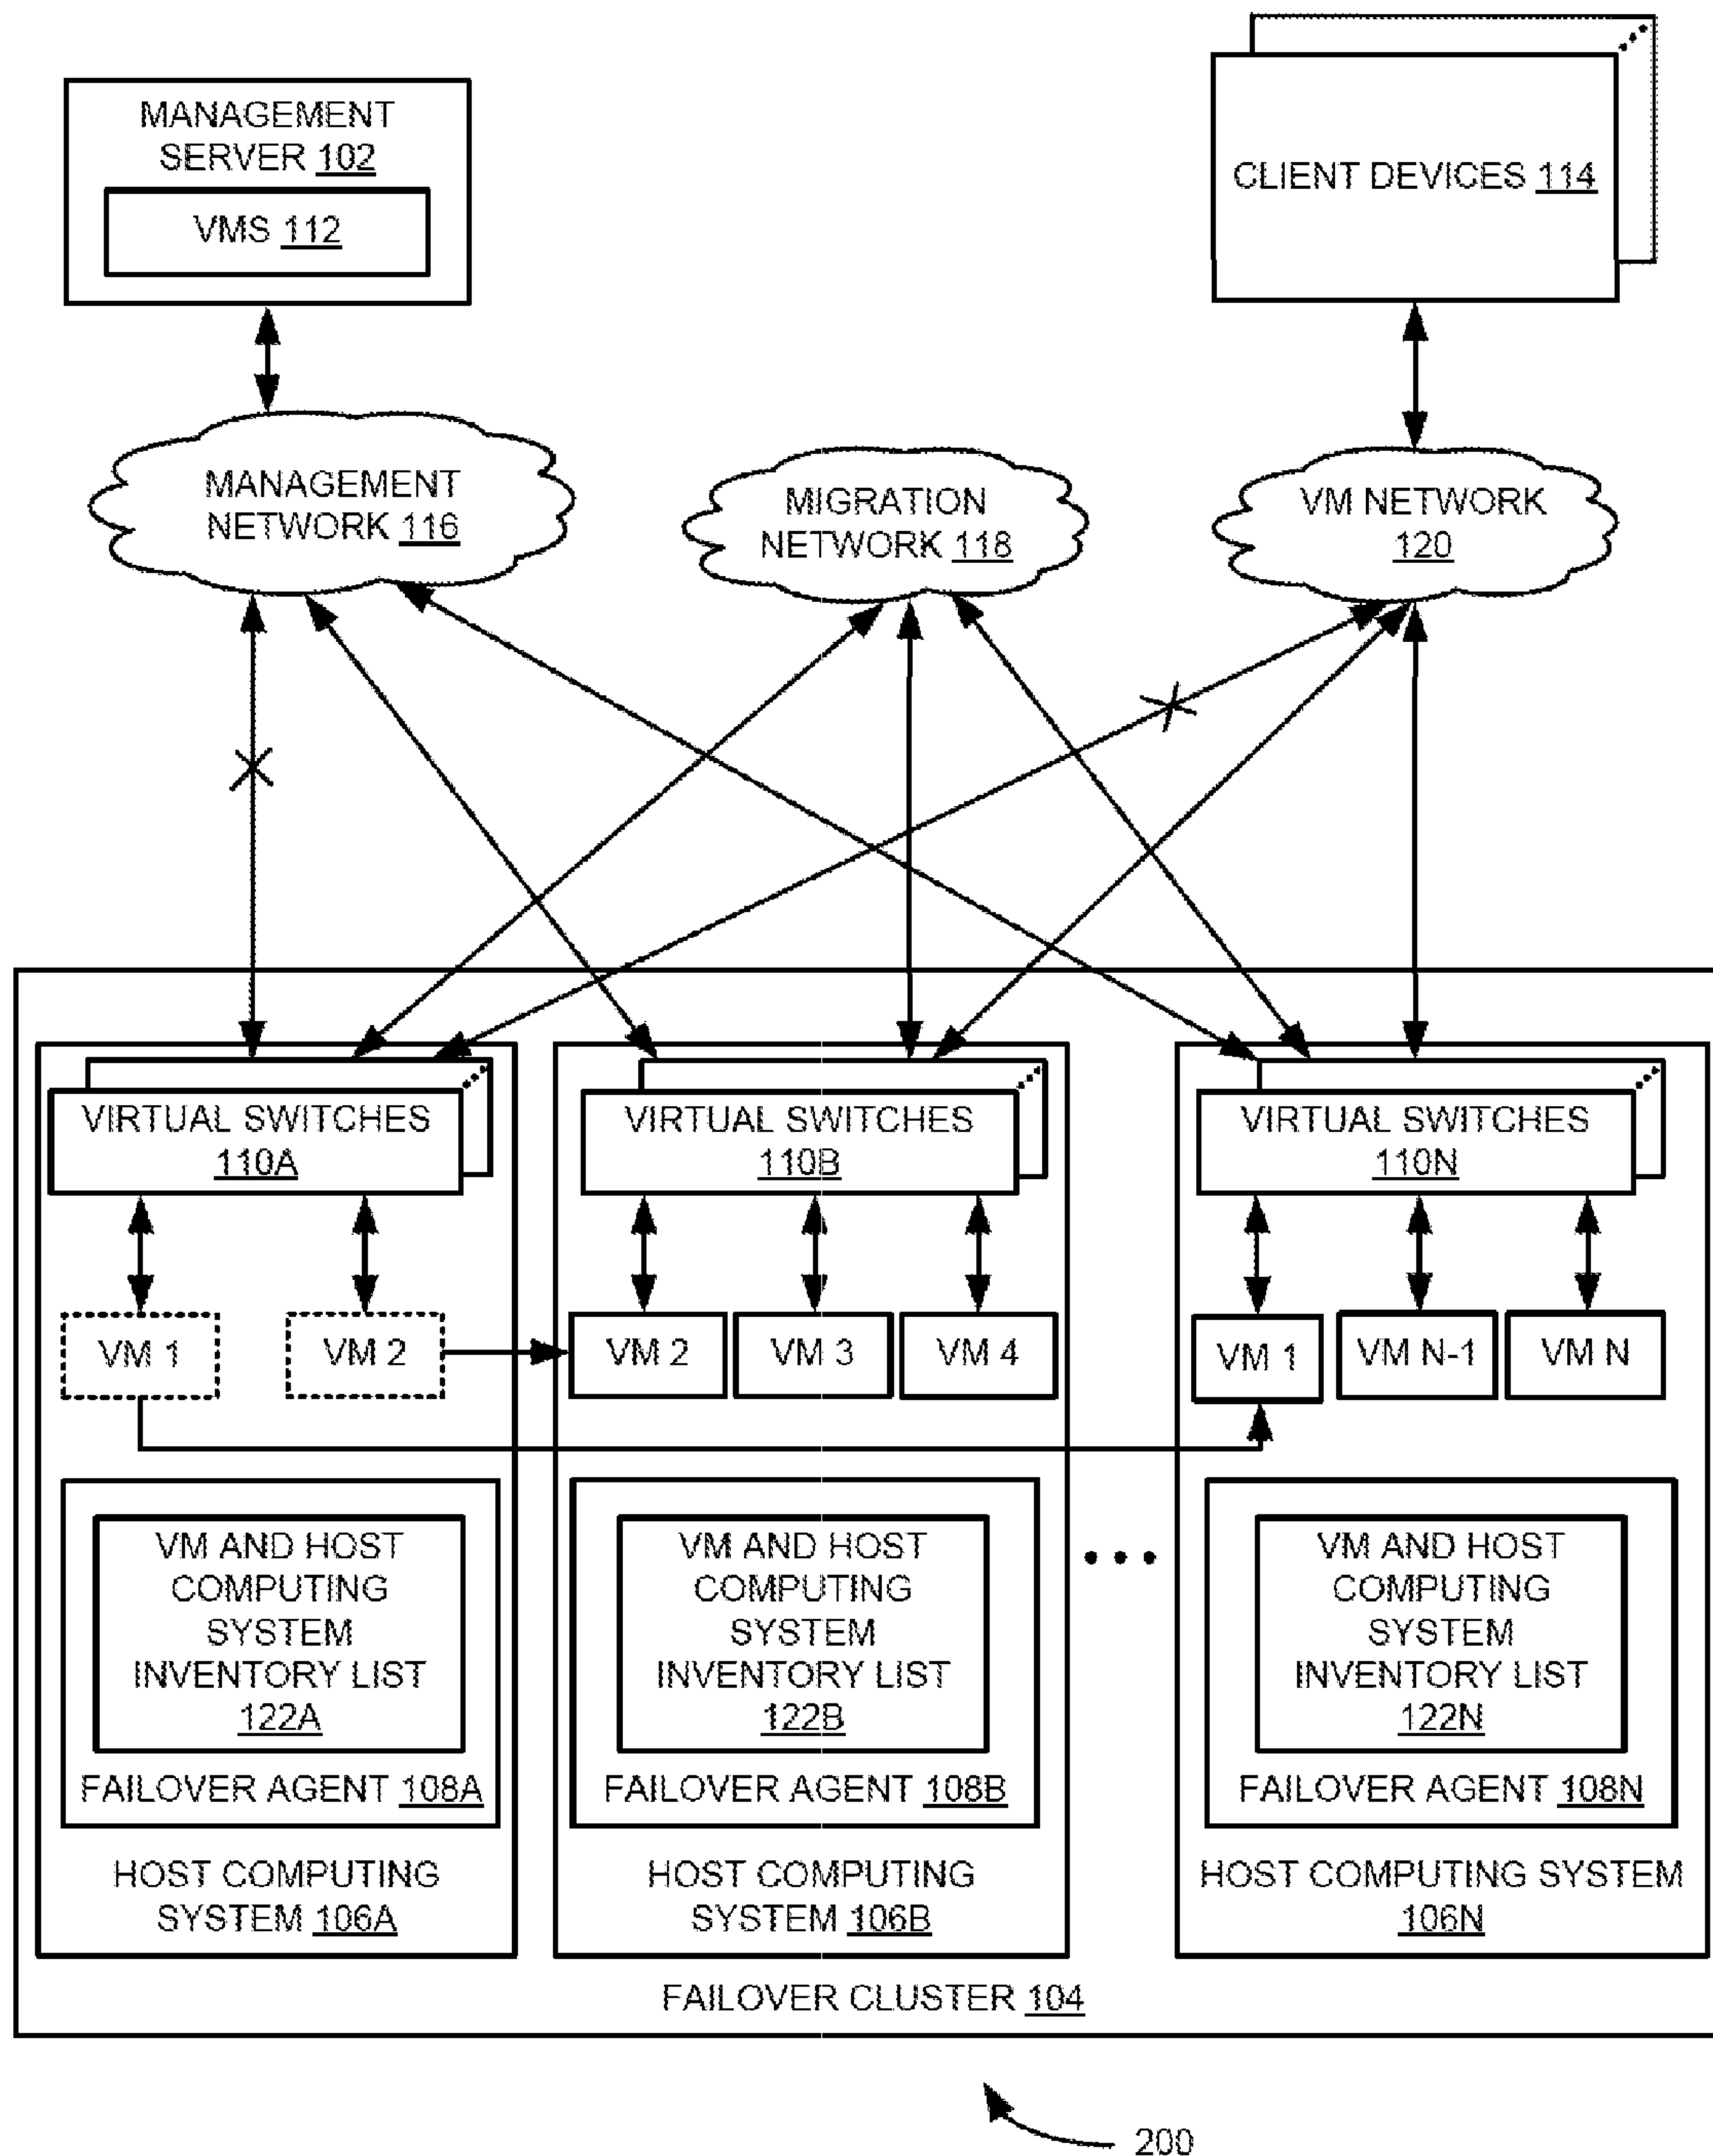 MANAGEMENT
SERVER 102
VMS 112
CLIENT DEVICES 114
MANAGEMENT
NETWORK 116
MIGRATION
NETWORK 118
VM NETWORK
120
VIRTUAL SWITCHES
110A
VIRTUAL SWITCHES
110B
VIRTUAL SWITCHES
110N
VM 1
VM 2
VM 2
VM 3
VM 4
VM 1
VM N-1
VM N
VM AND HOST
COMPUTING
SYSTEM
INVENTORY LIST
122A
FAILOVER AGENT 108A
HOST COMPUTING
SYSTEM 106A
VM AND HOST
COMPUTING
SYSTEM
INVENTORY LIST
122B
FAILOVER AGENT 108B
HOST COMPUTING
SYSTEM 106B
VM AND HOST
COMPUTING
SYSTEM
INVENTORY LIST
122N
FAILOVER AGENT 108N
HOST COMPUTING SYSTEM
106N
FAILOVER CLUSTER 104
200